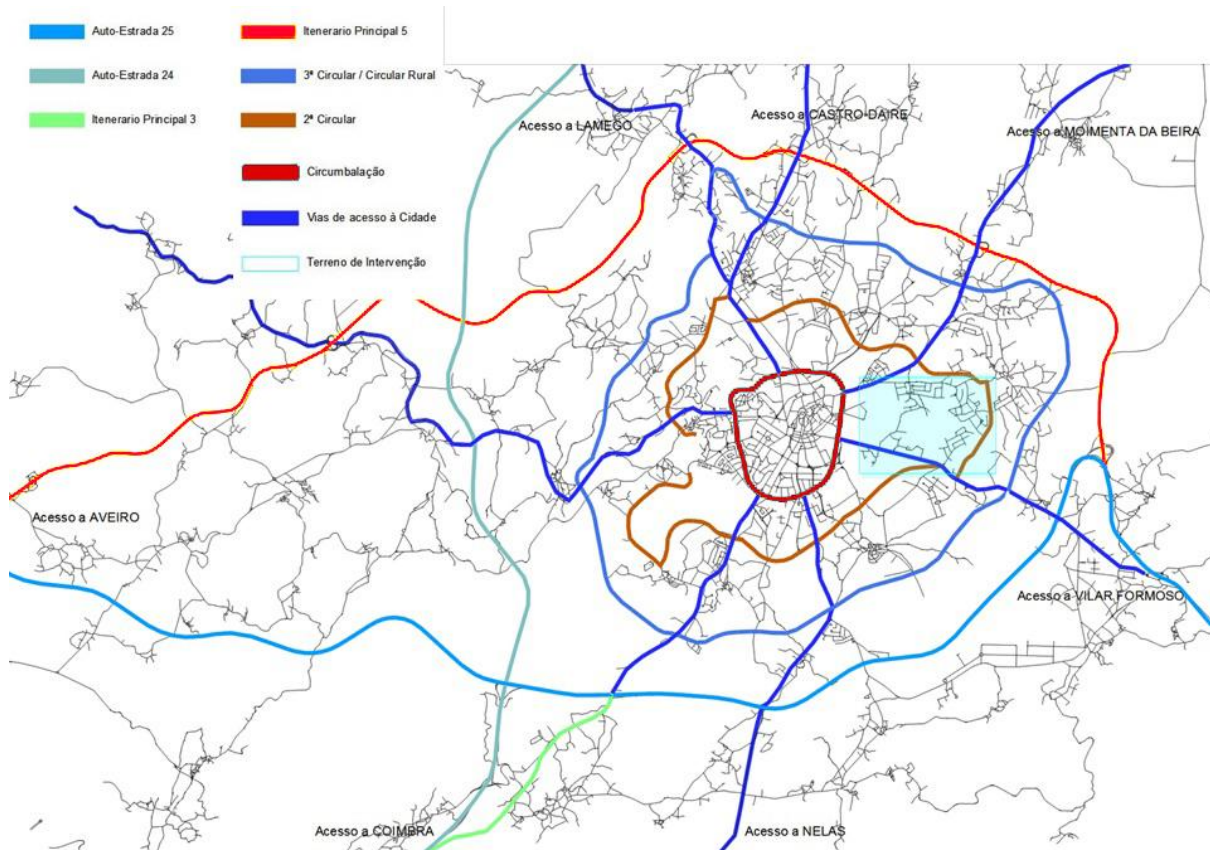 Auto-Estrada 25
Itenerario Principal 5
Auto-Estrada 24
3ª Circular / Circular Rural
Itenerario Principal 3
2ª Circular
Circumbalação
Vias de acesso à Cidade
Terreno de Intervenção
Acesso a LAMEGO
Acesso a CASTRO-DAIRE
Acesso a MOIMENTA DA BEIRA
Acesso a AVEIRO
Acesso a VILAR FORMOSO
Acesso a COIMBRA
Acesso a NELAS